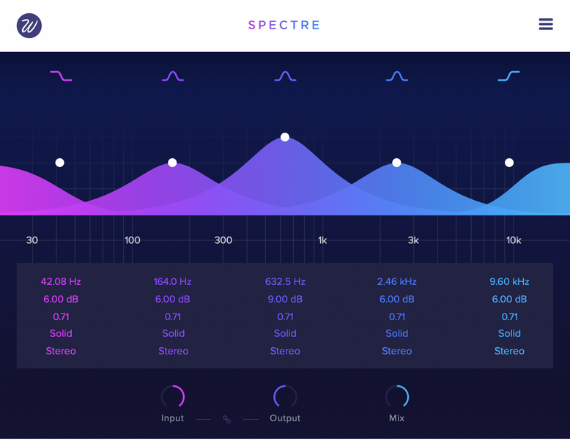 W
SPECTRE
30 100 300 1k 3k 10k
42.08 Hz 164.0 Hz 632.5 Hz 2.46 kHz 9.60 kHz
6.00 dB 6.00 dB 9.00 dB 6.00 dB 6.00 dB
0.71 0.71 0.71 0.71 0.71
Solid Solid Solid Solid Solid
Stereo Stereo Stereo Stereo Stereo
Input Output Mix